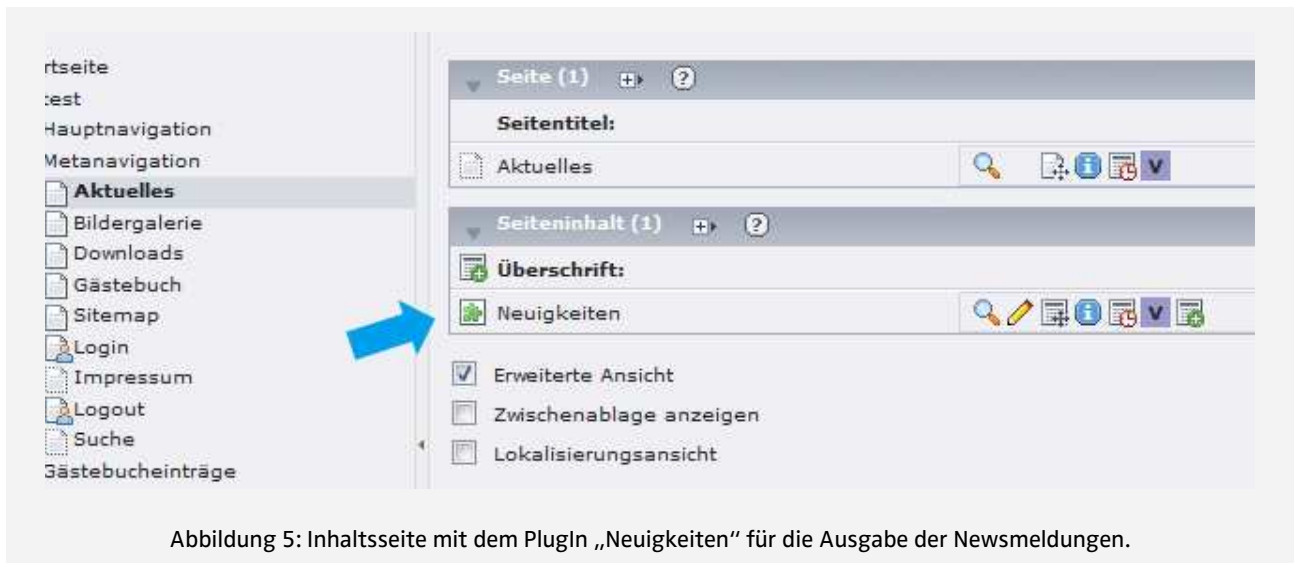 rtseite
test
Hauptnavigation
Metanavigation
Aktuelles
Bildergalerie
Downloads
Gästebuch
Sitemap
Login
Impressum
Logout
Suche
Gästebucheinträge
Seite (1)
Seitentitel:
Aktuelles
Seiteninhalt (1)
Überschrift:
Neuigkeiten
Erweiterte Ansicht
Zwischenablage anzeigen
Lokalisierungsansicht
Abbildung 5: Inhaltsseite mit dem PlugIn „Neuigkeiten“ für die Ausgabe der Newsmeldungen.